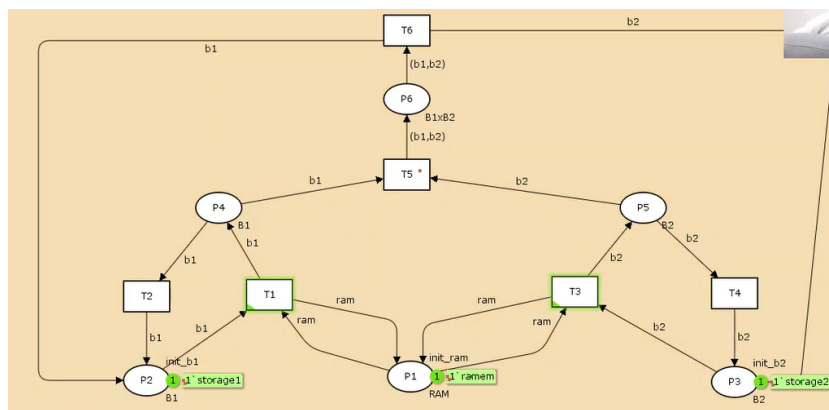 T6
b1
b2
(b1,b2)
P6
B1xB2
(b1,b2)
T5 *
b1
b2
P4
B1
P5
B2
b1
b1
b2
b2
T2
T1
T3
T4
ram
ram
ram
ram
b1
b1
b2
b2
init_b1
init_ram
init_b2
P2
1
1`storage1
B1
P1
1
1`ramem
RAM
P3
1
1`storage2
B2